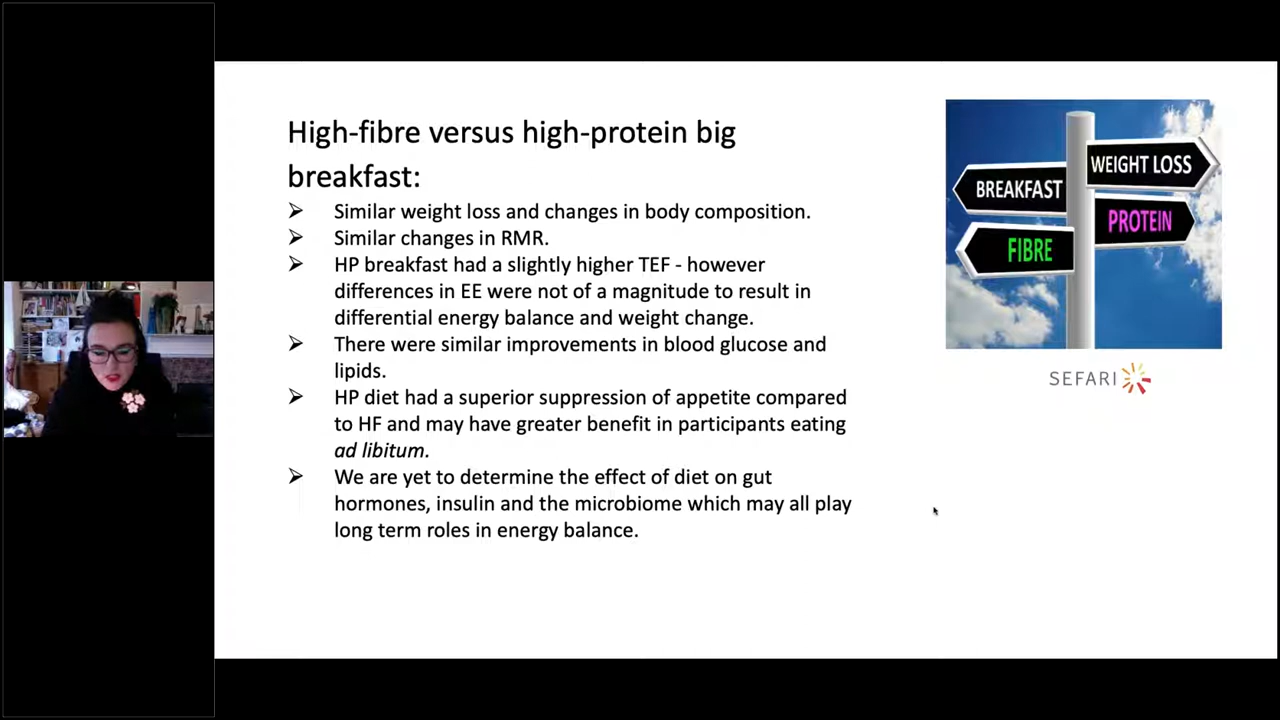 High-fibre versus high-protein big
breakfast:
➢ Similar weight loss and changes in body composition.
➢ Similar changes in RMR.
➢ HP breakfast had a slightly higher TEF - however
differences in EE were not of a magnitude to result in
differential energy balance and weight change.
➢ There were similar improvements in blood glucose and
lipids.
➢ HP diet had a superior suppression of appetite compared
to HF and may have greater benefit in participants eating
ad libitum.
➢ We are yet to determine the effect of diet on gut
hormones, insulin and the microbiome which may all play
long term roles in energy balance.
WEIGHT LOSS
BREAKFAST
PROTEIN
FIBRE
SEFARI